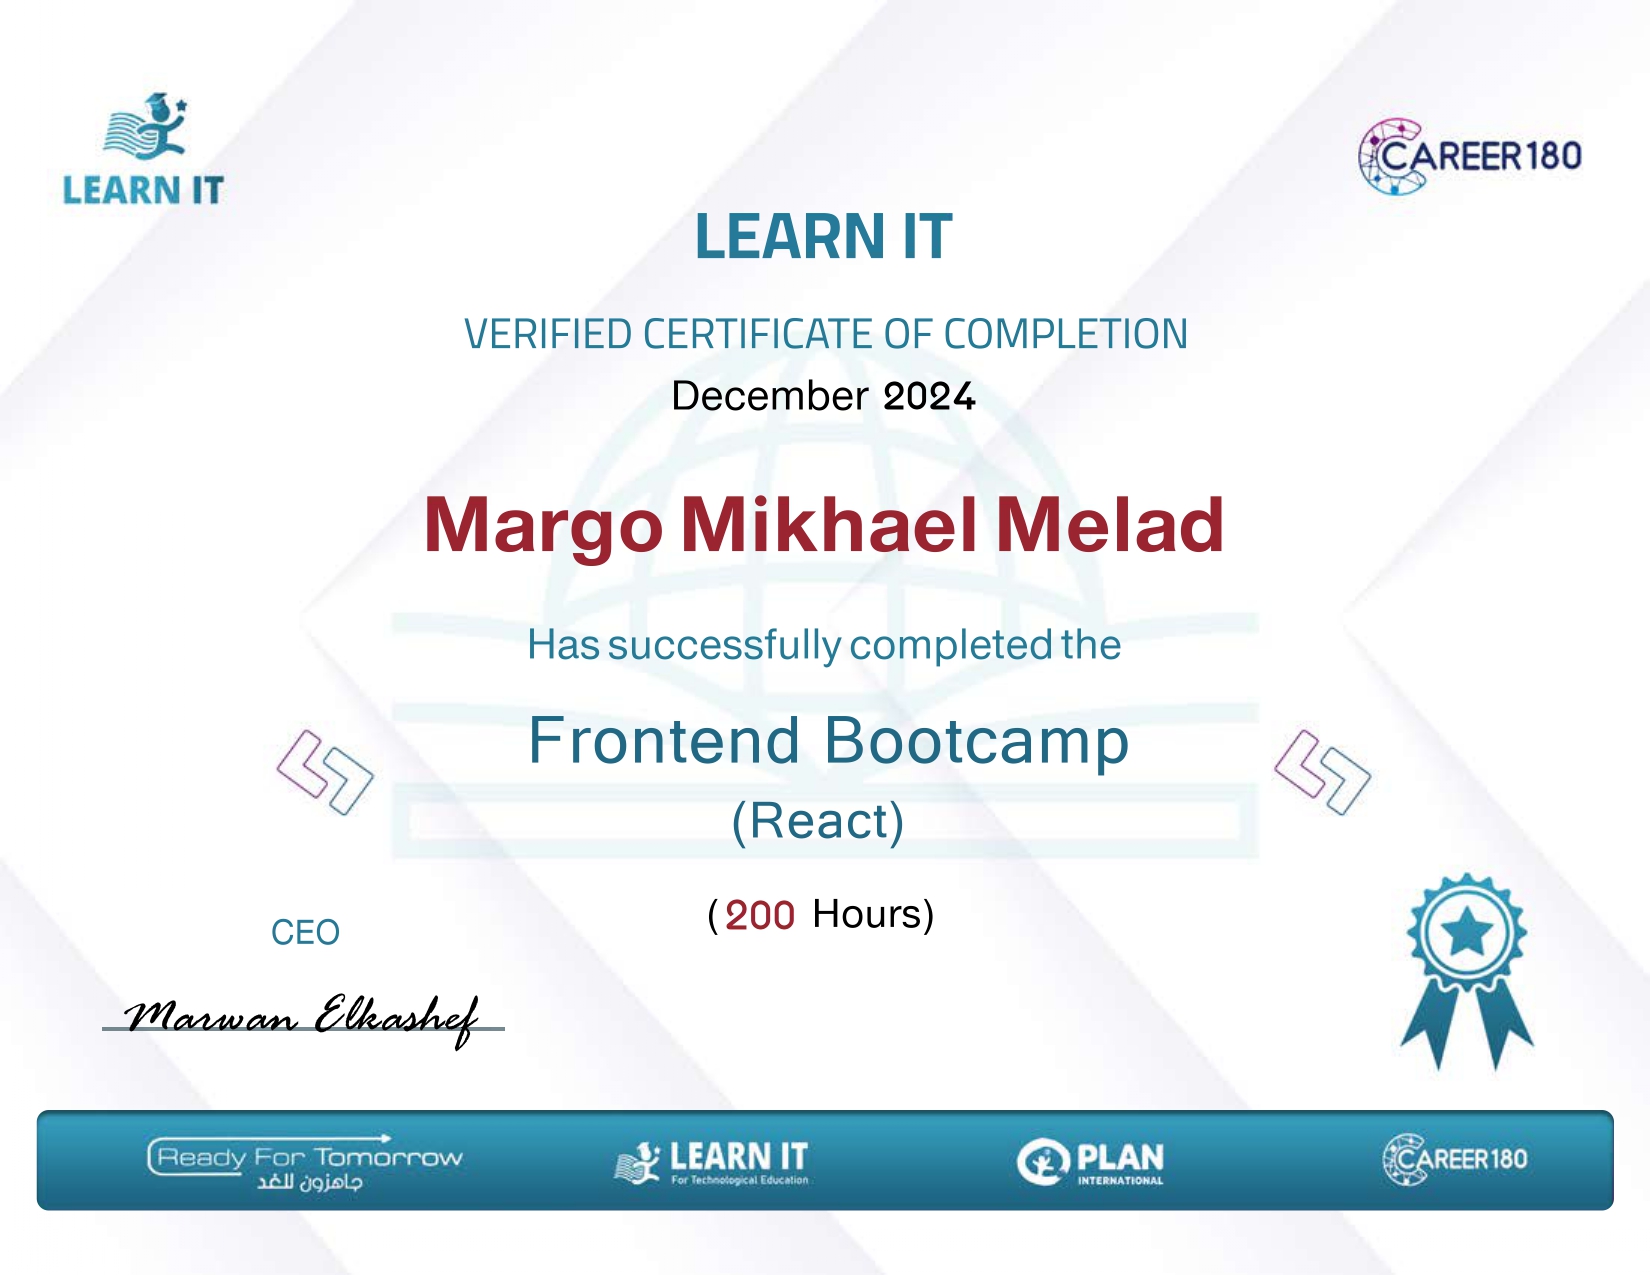 LEARN IT
CAREER180
LEARN IT
VERIFIED CERTIFICATE OF COMPLETION
December 2024
Margo Mikhael Melad
Has successfully completed the
Frontend Bootcamp
(React)
(200 Hours)
CEO
Marwan Elkashef
Ready For Tomorrow
جاهزون للغد
LEARN IT
For Technological Education
PLAN
INTERNATIONAL
CAREER180